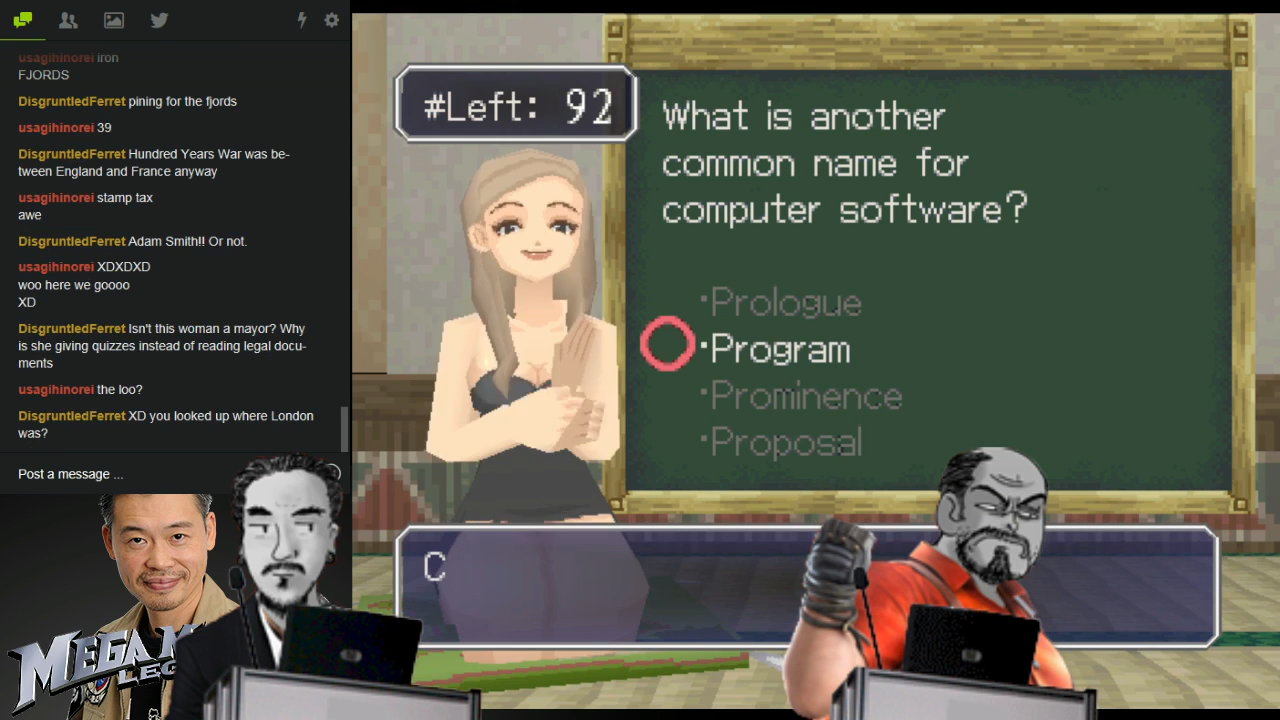 usagihinorei iron
FJORDS
DisgruntledFerret pining for the fjords
usagihinorei 39
DisgruntledFerret Hundred Years War was be-
tween England and France anyway
usagihinorei stamp tax
awe
DisgruntledFerret Adam Smith!! Or not.
usagihinorei XDXDXD
woo here we goooo
XD
DisgruntledFerret Isn't this woman a mayor? Why
is she giving quizzes instead of reading legal docu-
ments
usagihinorei the loo?
DisgruntledFerret XD you looked up where London
was?
Post a message ...
#Left: 92
What is another
common name for
computer software?
·Prologue
·Program
·Prominence
·Proposal
C
MEGA M
LEG